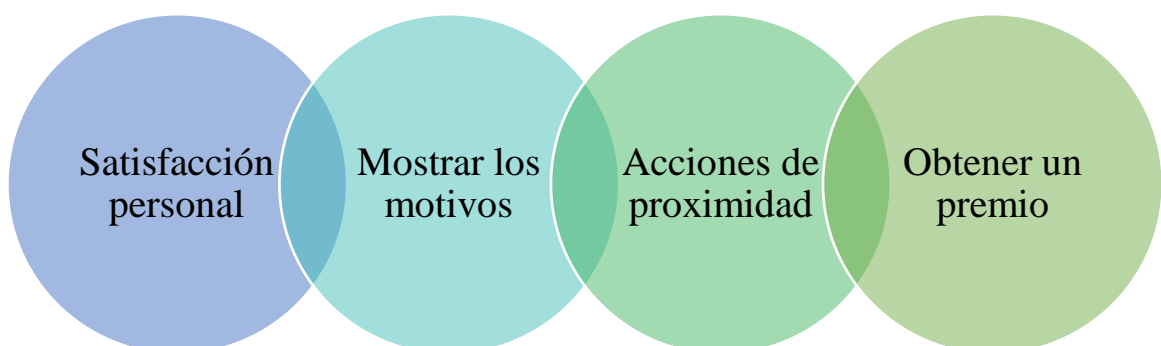 Satisfacción
personal
Mostrar los
motivos
Acciones de
proximidad
Obtener un
premio